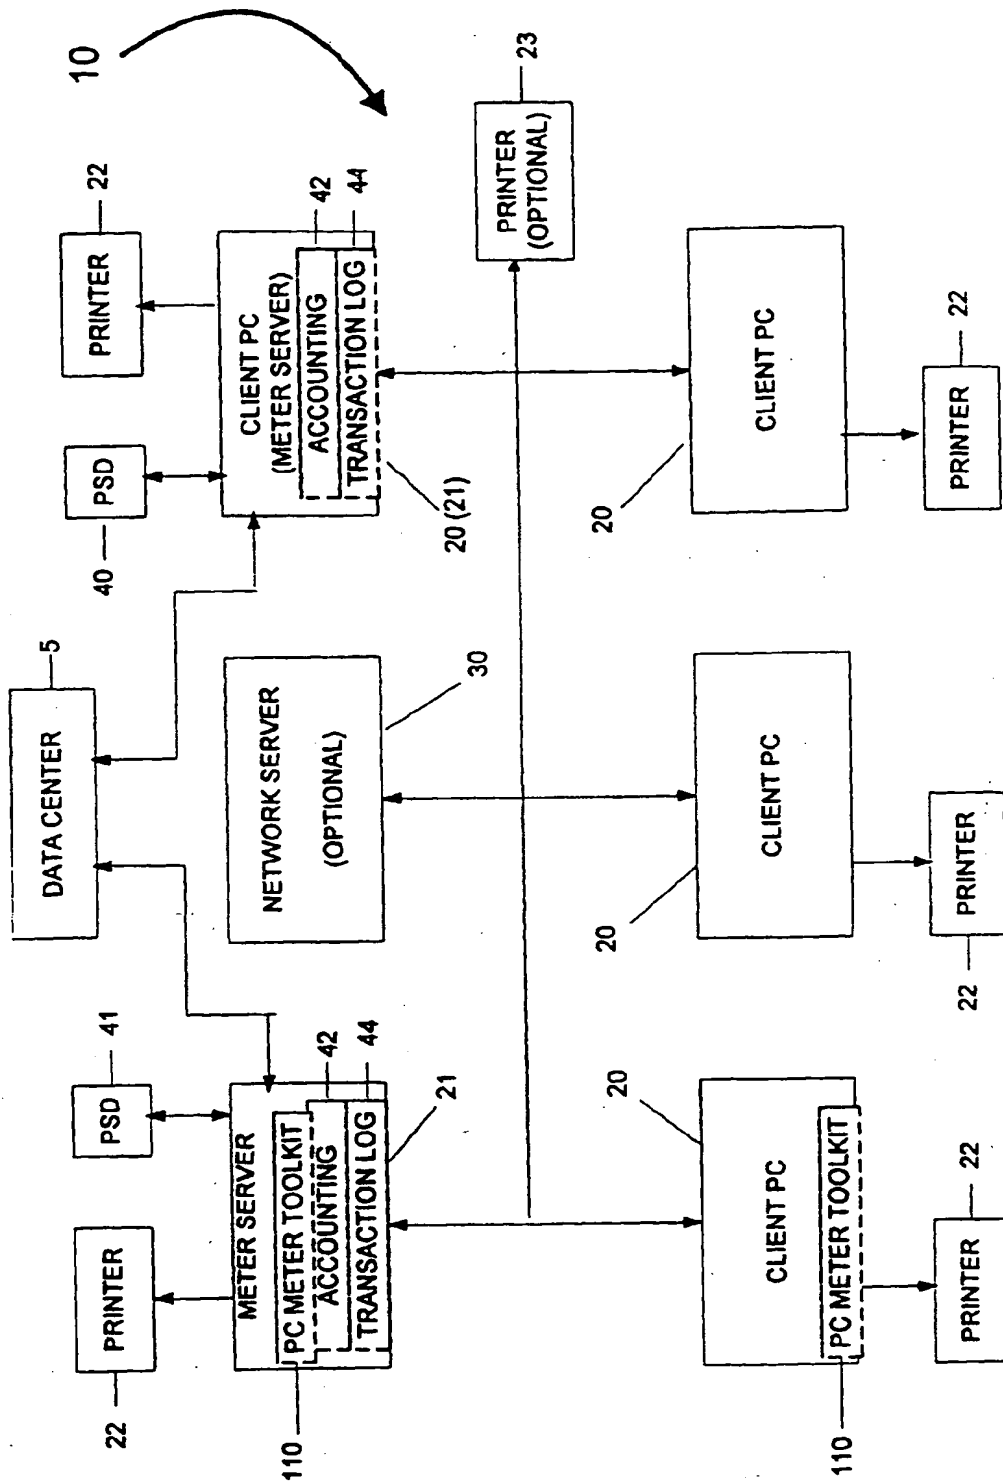 10
DATA CENTER
5
PRINTER
22
PSD
41
PSD
40
PRINTER
22
METER SERVER
PC METER TOOLKIT
ACCOUNTING
TRANSACTION LOG
42
44
110
21
NETWORK SERVER
(OPTIONAL)
30
CLIENT PC
(METER SERVER)
ACCOUNTING
TRANSACTION LOG
42
44
20 (21)
PRINTER
(OPTIONAL)
23
CLIENT PC
PC METER TOOLKIT
20
110
PRINTER
22
CLIENT PC
20
PRINTER
22
CLIENT PC
20
PRINTER
22